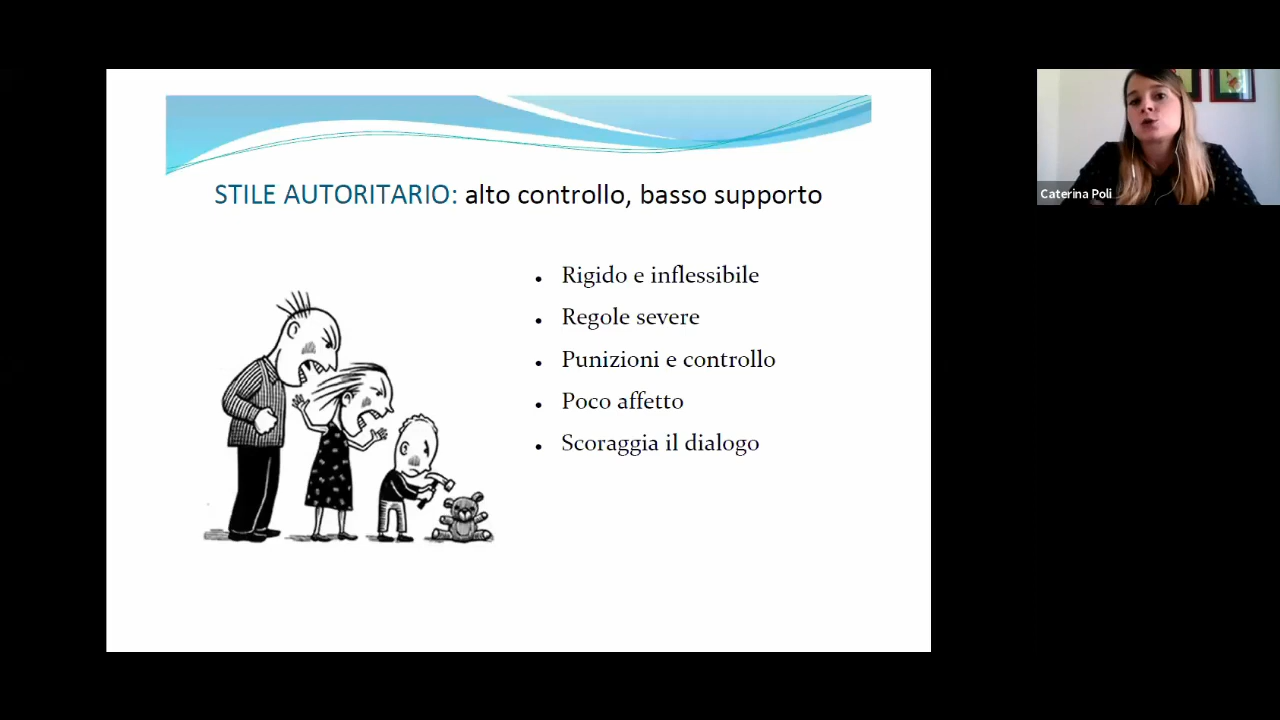 STILE AUTORITARIO: alto controllo, basso supporto
Rigido e inflessibile
Regole severe
Punizioni e controllo
Poco affetto
Scoraggia il dialogo
Caterina Poli